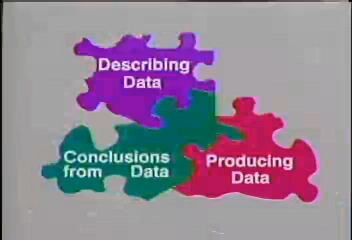 Describing
Data
Conclusions
from Data
Producing
Data